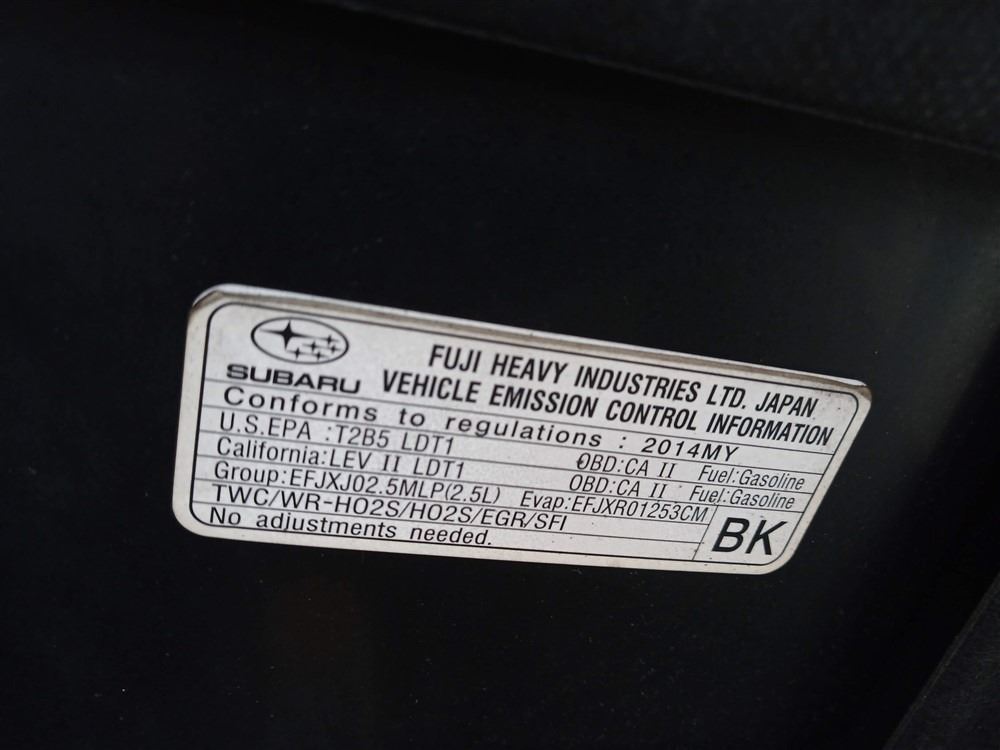 SUBARU
FUJI HEAVY INDUSTRIES LTD. JAPAN
VEHICLE EMISSION CONTROL INFORMATION
Conforms to regulations : 2014MY
U.S.EPA :T2B5 LDT1 OBD:CA II Fuel:Gasoline
California:LEV II LDT1 OBD:CA II Fuel:Gasoline
Group:EFJXJ02.5MLP(2.5L) Evap:EFJXR01253CM
TWC/WR-HO2S/HO2S/EGR/SFI
No adjustments needed.
BK